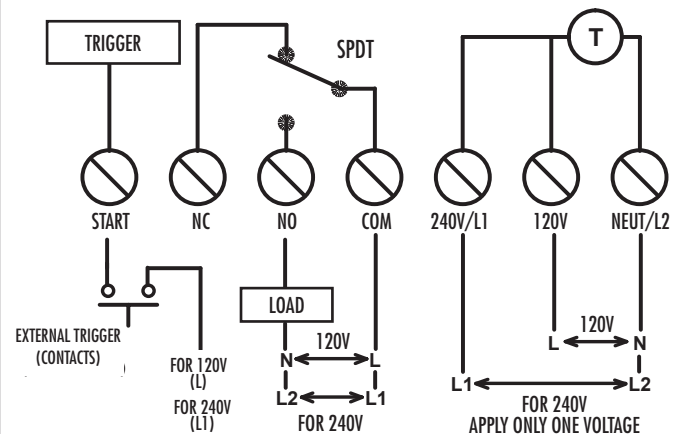 TRIGGER
SPDT
T
START NC NO COM 240V/L1 120V NEUT/L2
LOAD
EXTERNAL TRIGGER
(CONTACTS)
FOR 120V
(L)
FOR 240V
(L1)
120V
N L
L2 L1
FOR 240V
120V
L N
L1 L2
FOR 240V
APPLY ONLY ONE VOLTAGE